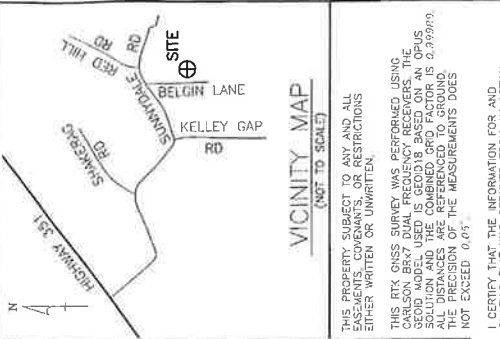 N
HIGHWAY 351
SHAKERAG
RD
RED HILL
RD
SUNNYDALE
RD
SITE
BELGIN LANE
KELLEY GAP
RD
VICINITY MAP
(NOT TO SCALE)
THIS PROPERTY SUBJECT TO ANY AND ALL
EASEMENTS, COVENANTS, OR RESTRICTIONS
EITHER WRITTEN OR UNWRITTEN.
THIS RTK GNSS SURVEY WAS PERFORMED USING
CARLSON BRX7 DUAL FREQUENCY RECEIVERS. THE
GEOID MODEL USED IS GEOID18 BASED ON AN OPUS
SOLUTION AND THE COMBINED GRID FACTOR IS
ALL DISTANCES ARE REFERENCED TO GROUND.
THE PRECISION OF THE MEASUREMENTS DOES
NOT EXCEED 0.05'.
I CERTIFY THAT THE INFORMATION FOR AND